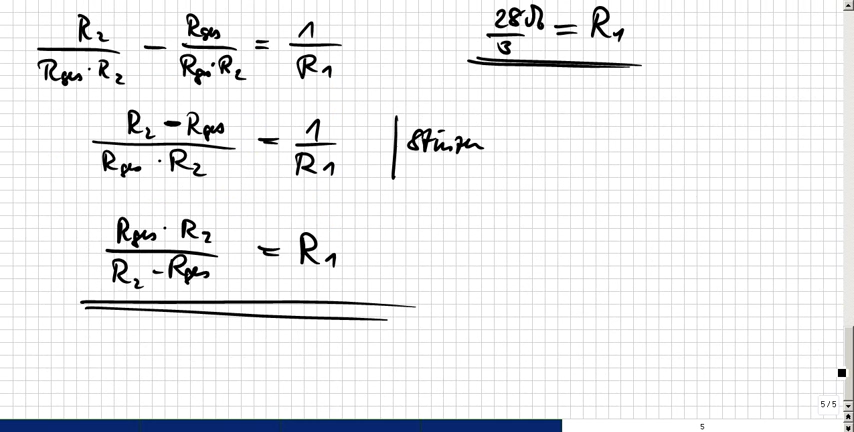 R₂/(Rges · R₂) − Rges/(Rges · R₂) = 1/R₁
28Ω/3 = R₁
(R₂ − Rges)/(Rges · R₂) = 1/R₁ |
(Rges · R₂)/(R₂ − Rges) = R₁
5/5
5